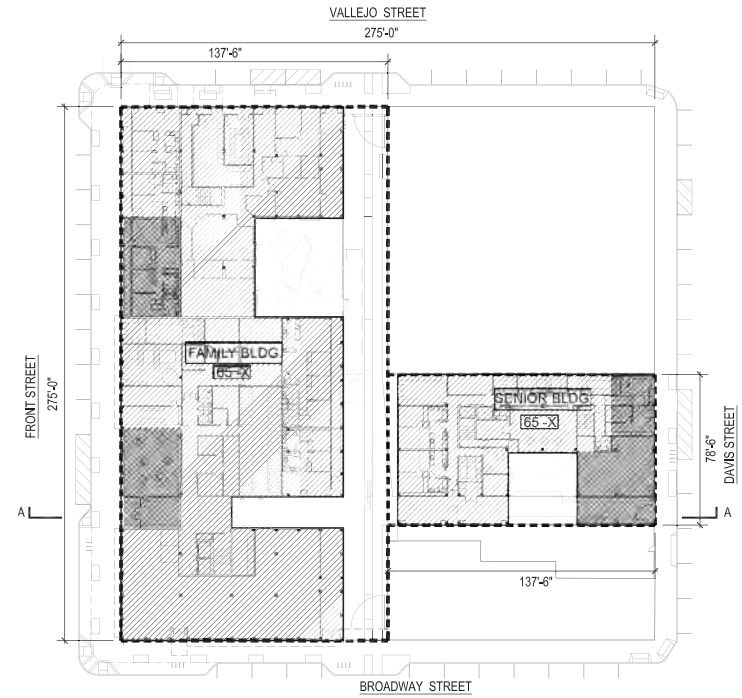 VALLEJO STREET
275'-0"
137'-6"
FRONT STREET
275'-0"
FAMILY BLDG.
65 -X
SENIOR BLDG
65 -X
78'-6"
DAVIS STREET
A
A
137'-6"
BROADWAY STREET